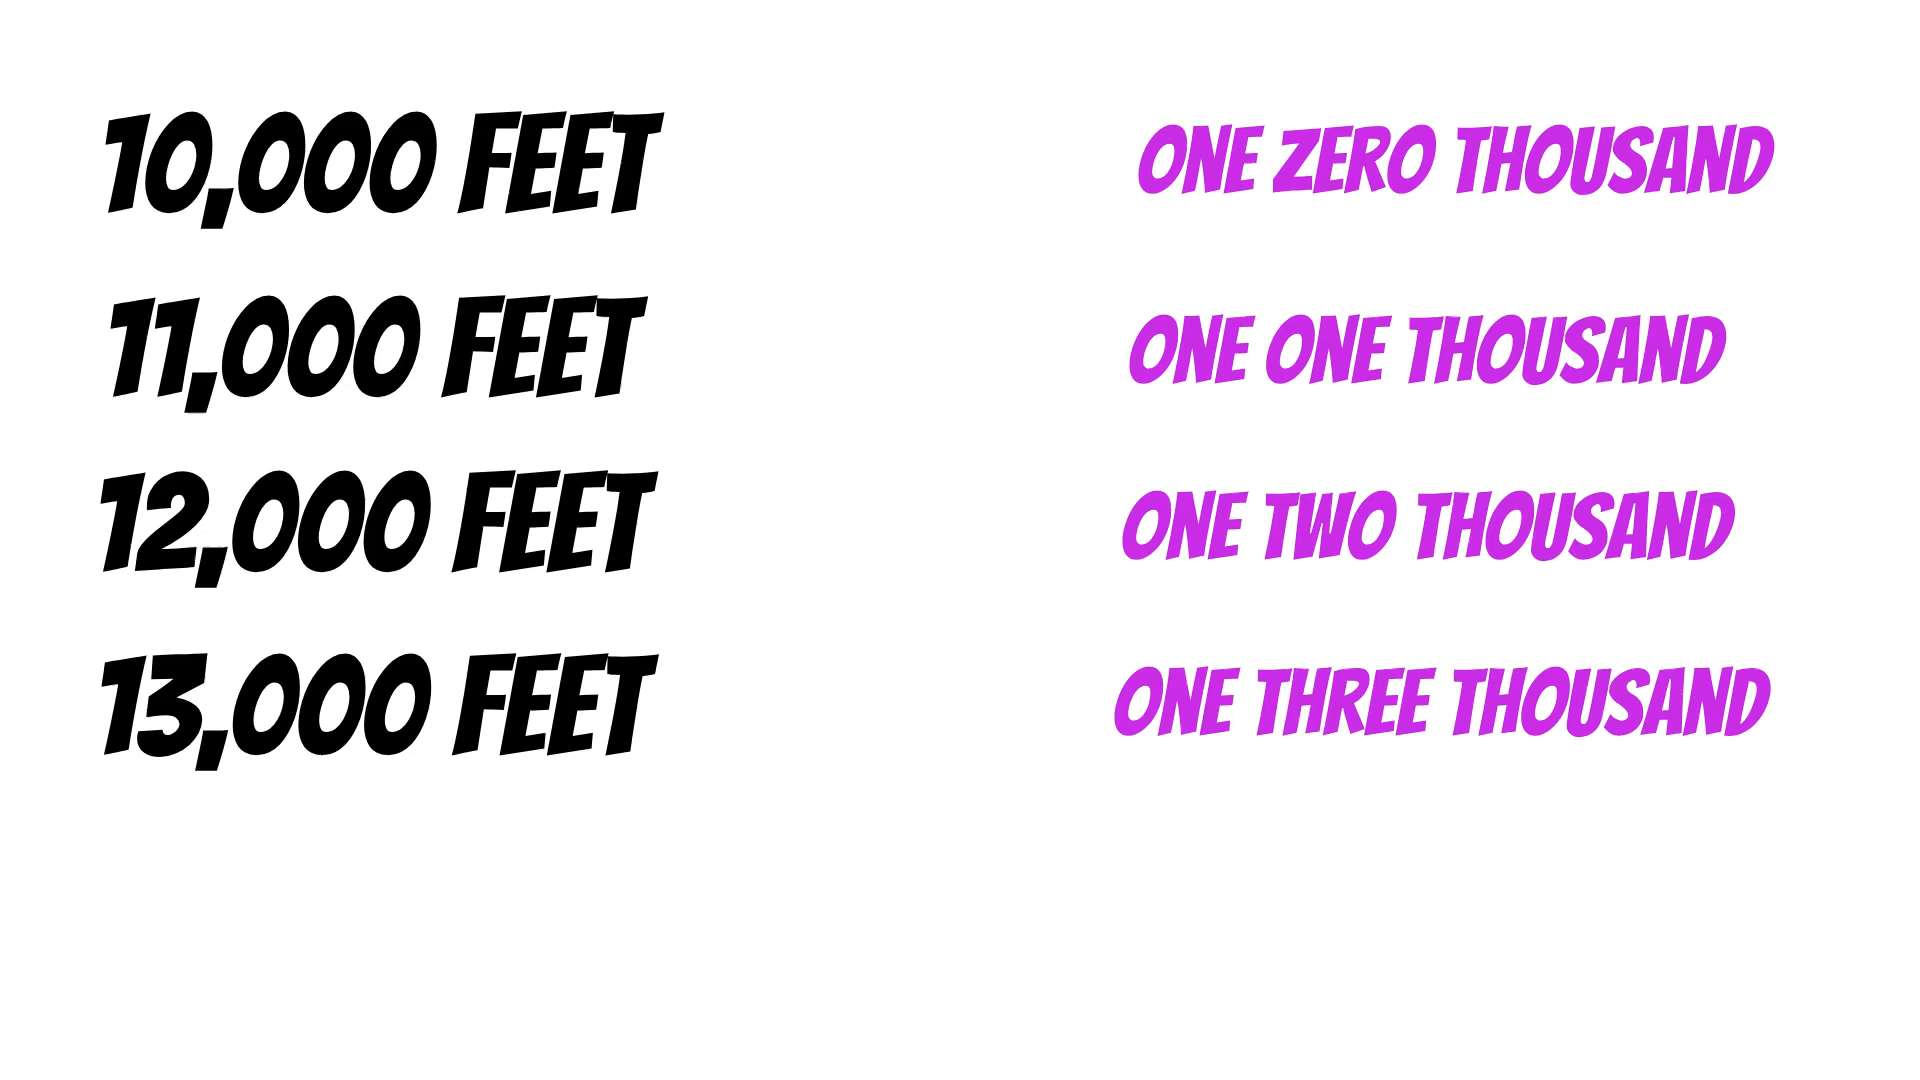 10,000 FEET ONE ZERO THOUSAND
11,000 FEET ONE ONE THOUSAND
12,000 FEET ONE TWO THOUSAND
13,000 FEET ONE THREE THOUSAND